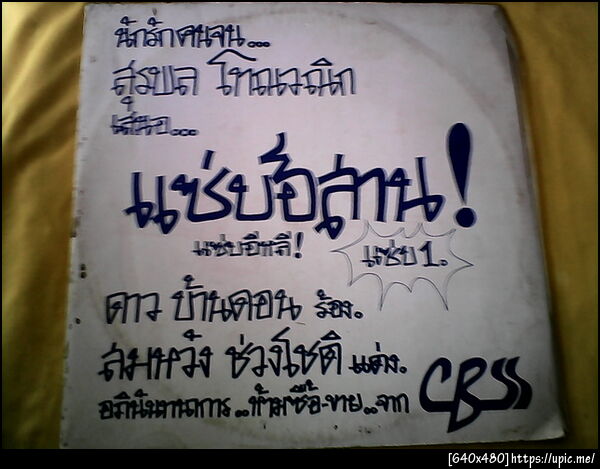 นักรักคนจน...
สุรพล โทณวณิก
เสนอ...
แซ่บอีสาน!
แซ่บอีหลี!
แซ่บ 1.
ดาว บ้านดอน ร้อง.
สมหวัง ช่วงโชติ แต่ง.
อภินันทนาการ..ห้ามซื้อ-ขาย..จาก CBSS
[640x480]https://upic.me/